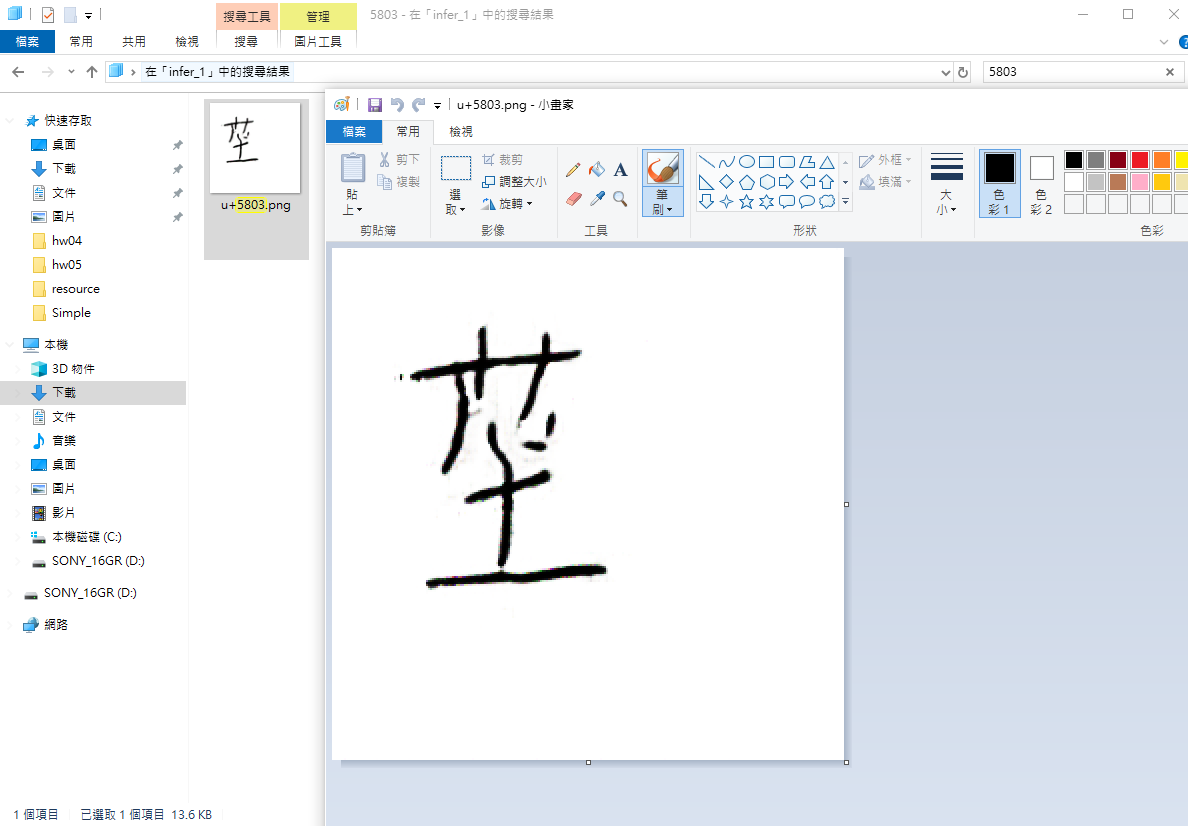 搜尋工具
管理
5803 - 在「infer_1」中的搜尋結果
檔案
常用
共用
檢視
搜尋
圖片工具
在「infer_1」中的搜尋結果
5803
快速存取
桌面
下載
文件
圖片
hw04
hw05
resource
Simple
本機
3D 物件
下載
文件
音樂
桌面
圖片
影片
本機磁碟 (C:)
SONY_16GR (D:)
SONY_16GR (D:)
網路
1 個項目
已選取 1 個項目 13.6 KB
u+5803.png
u+5803.png - 小畫家
檔案
常用
檢視
貼上
剪下
複製
剪貼簿
選取
裁剪
調整大小
旋轉
影像
A
工具
筆刷
外框
填滿
形狀
大小
色彩 1
色彩 2
色彩